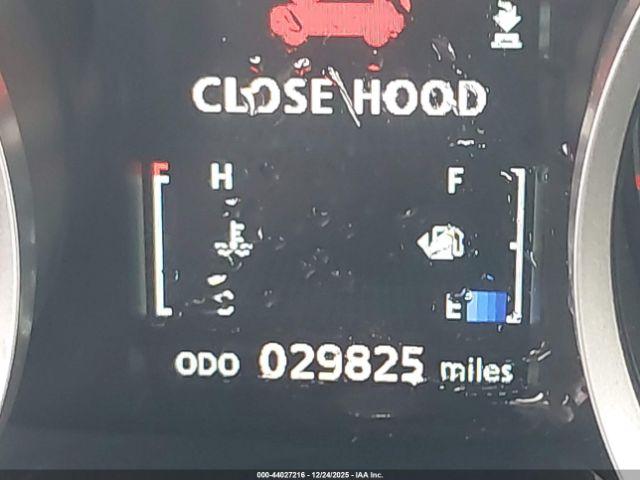 CLOSE HOOD
H F
C E
ODO 029825 miles
000-44027216 - 12/24/2025 - IAA Inc.